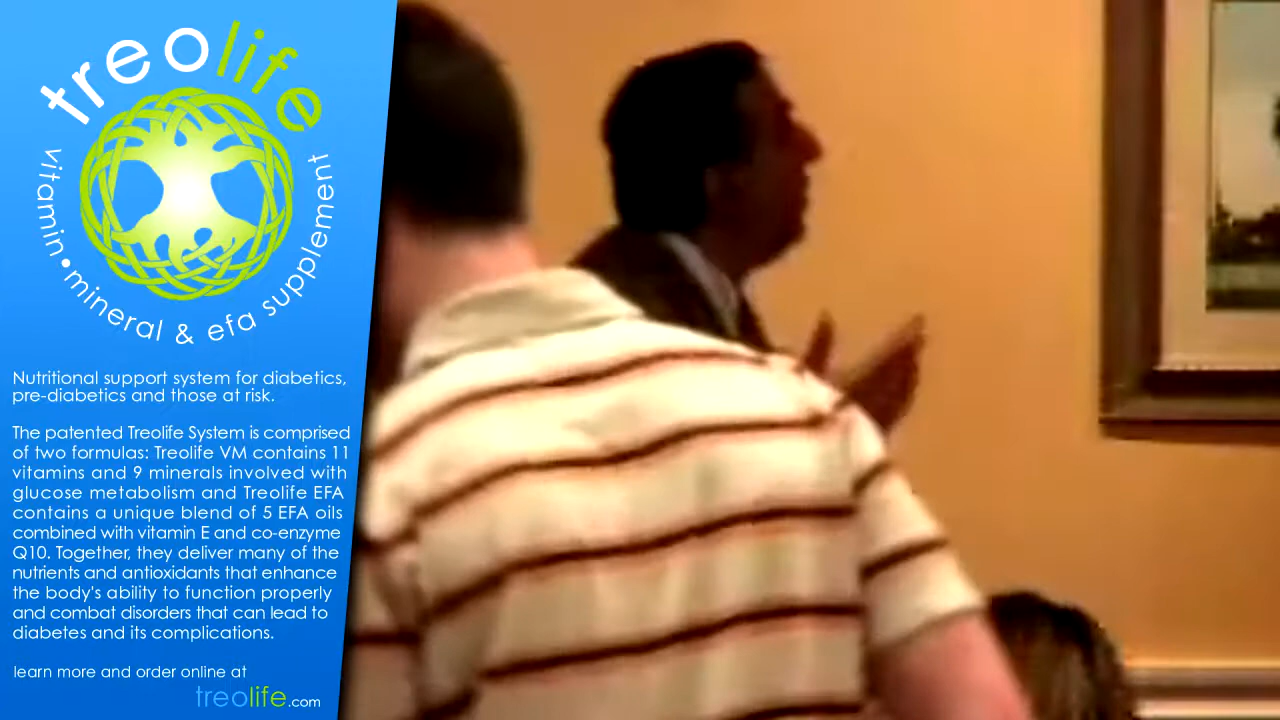 treolife
vitamin • mineral & efa supplement
Nutritional support system for diabetics,
pre-diabetics and those at risk.
The patented Treolife System is comprised
of two formulas: Treolife VM contains 11
vitamins and 9 minerals involved with
glucose metabolism and Treolife EFA
contains a unique blend of 5 EFA oils
combined with vitamin E and co-enzyme
Q10. Together, they deliver many of the
nutrients and antioxidants that enhance
the body's ability to function properly
and combat disorders that can lead to
diabetes and its complications.
learn more and order online at
treolife.com